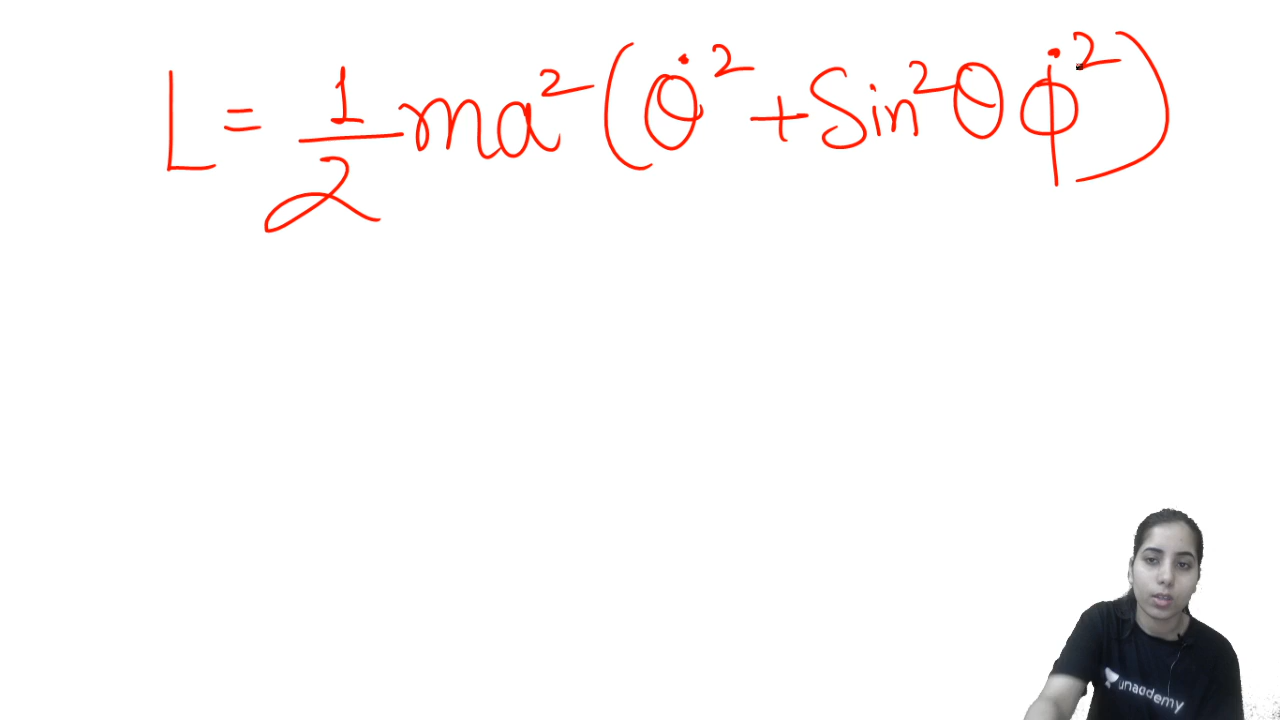 L = 1/2 ma² (θ̇² + Sin²θ φ̇²)
unacademy